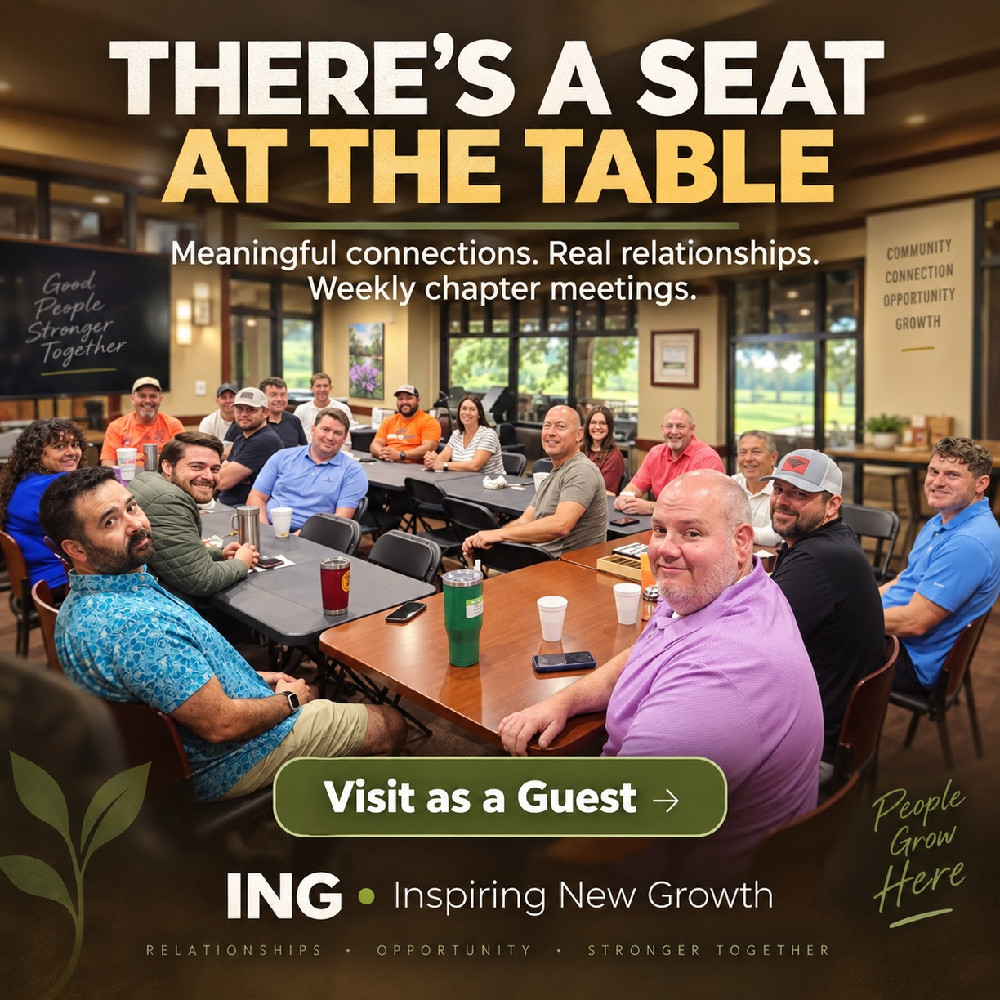 THERE'S A SEAT
AT THE TABLE
Meaningful connections. Real relationships.
Weekly chapter meetings.
Good
People
Stronger
Together
COMMUNITY
CONNECTION
OPPORTUNITY
GROWTH
Visit as a Guest →
People
Grow
Here
ING • Inspiring New Growth
RELATIONSHIPS • OPPORTUNITY • STRONGER TOGETHER